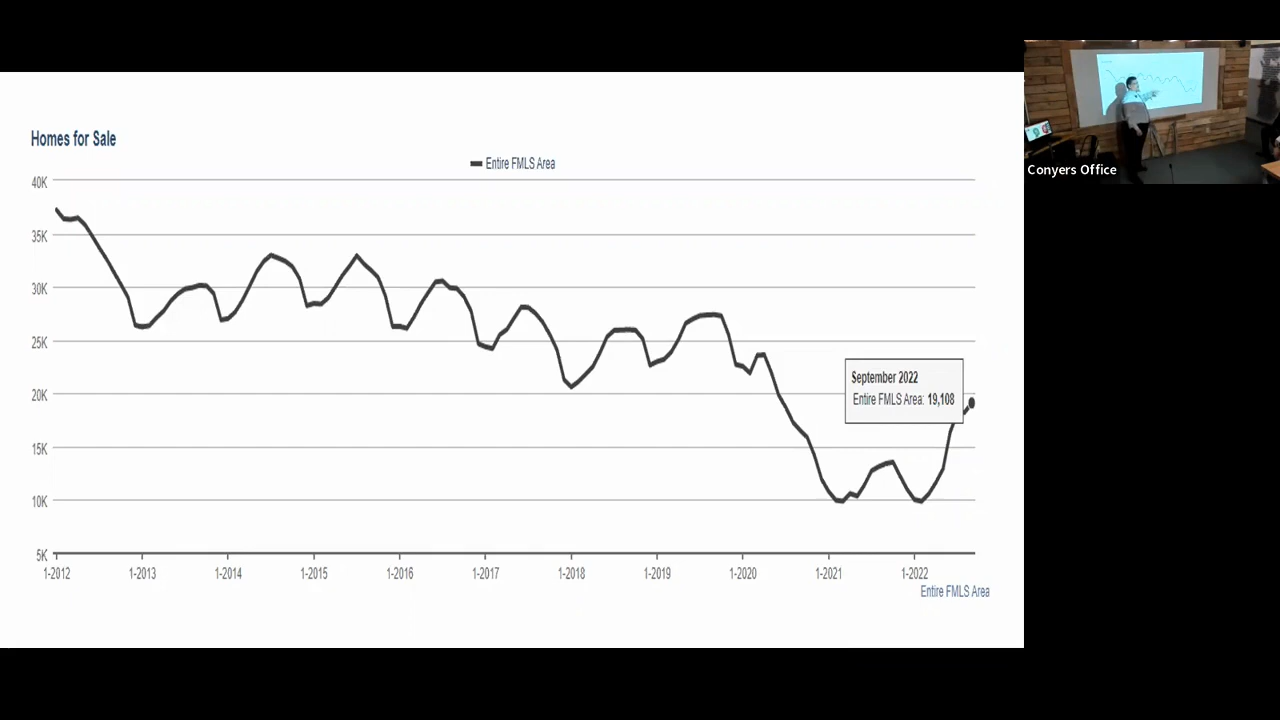 Homes for Sale
Entire FMLS Area
40K
35K
30K
25K
20K
15K
10K
5K
September 2022
Entire FMLS Area: 19,108
1-2012 1-2013 1-2014 1-2015 1-2016 1-2017 1-2018 1-2019 1-2020 1-2021 1-2022
Entire FMLS Area
Conyers Office